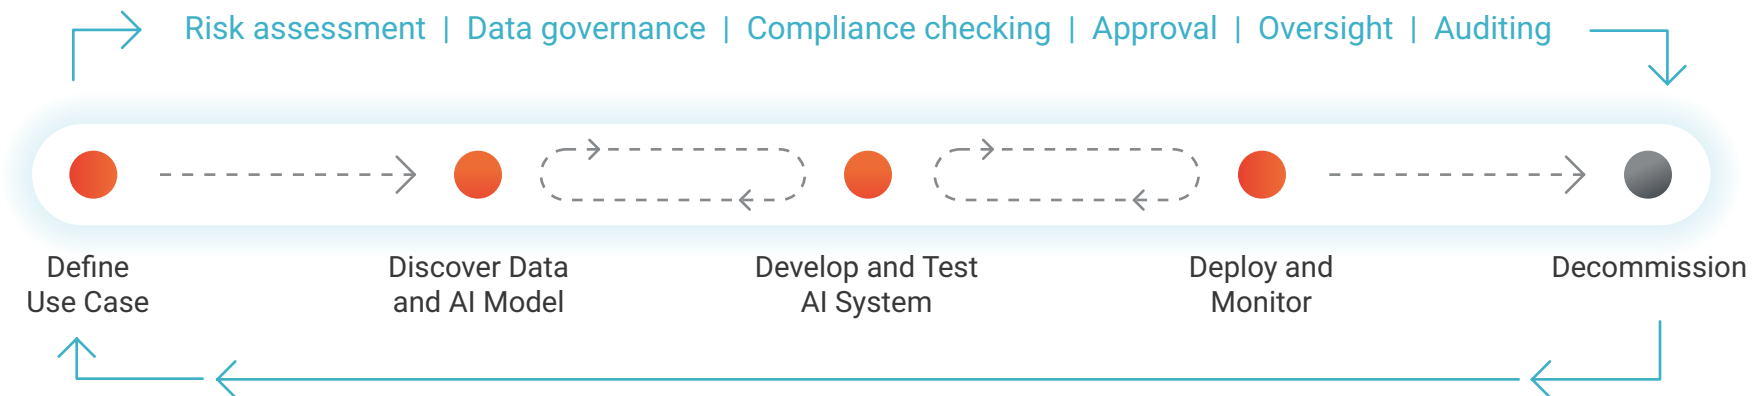 Risk assessment | Data governance | Compliance checking | Approval | Oversight | Auditing
Define
Use Case
Discover Data
and AI Model
Develop and Test
AI System
Deploy and
Monitor
Decommission